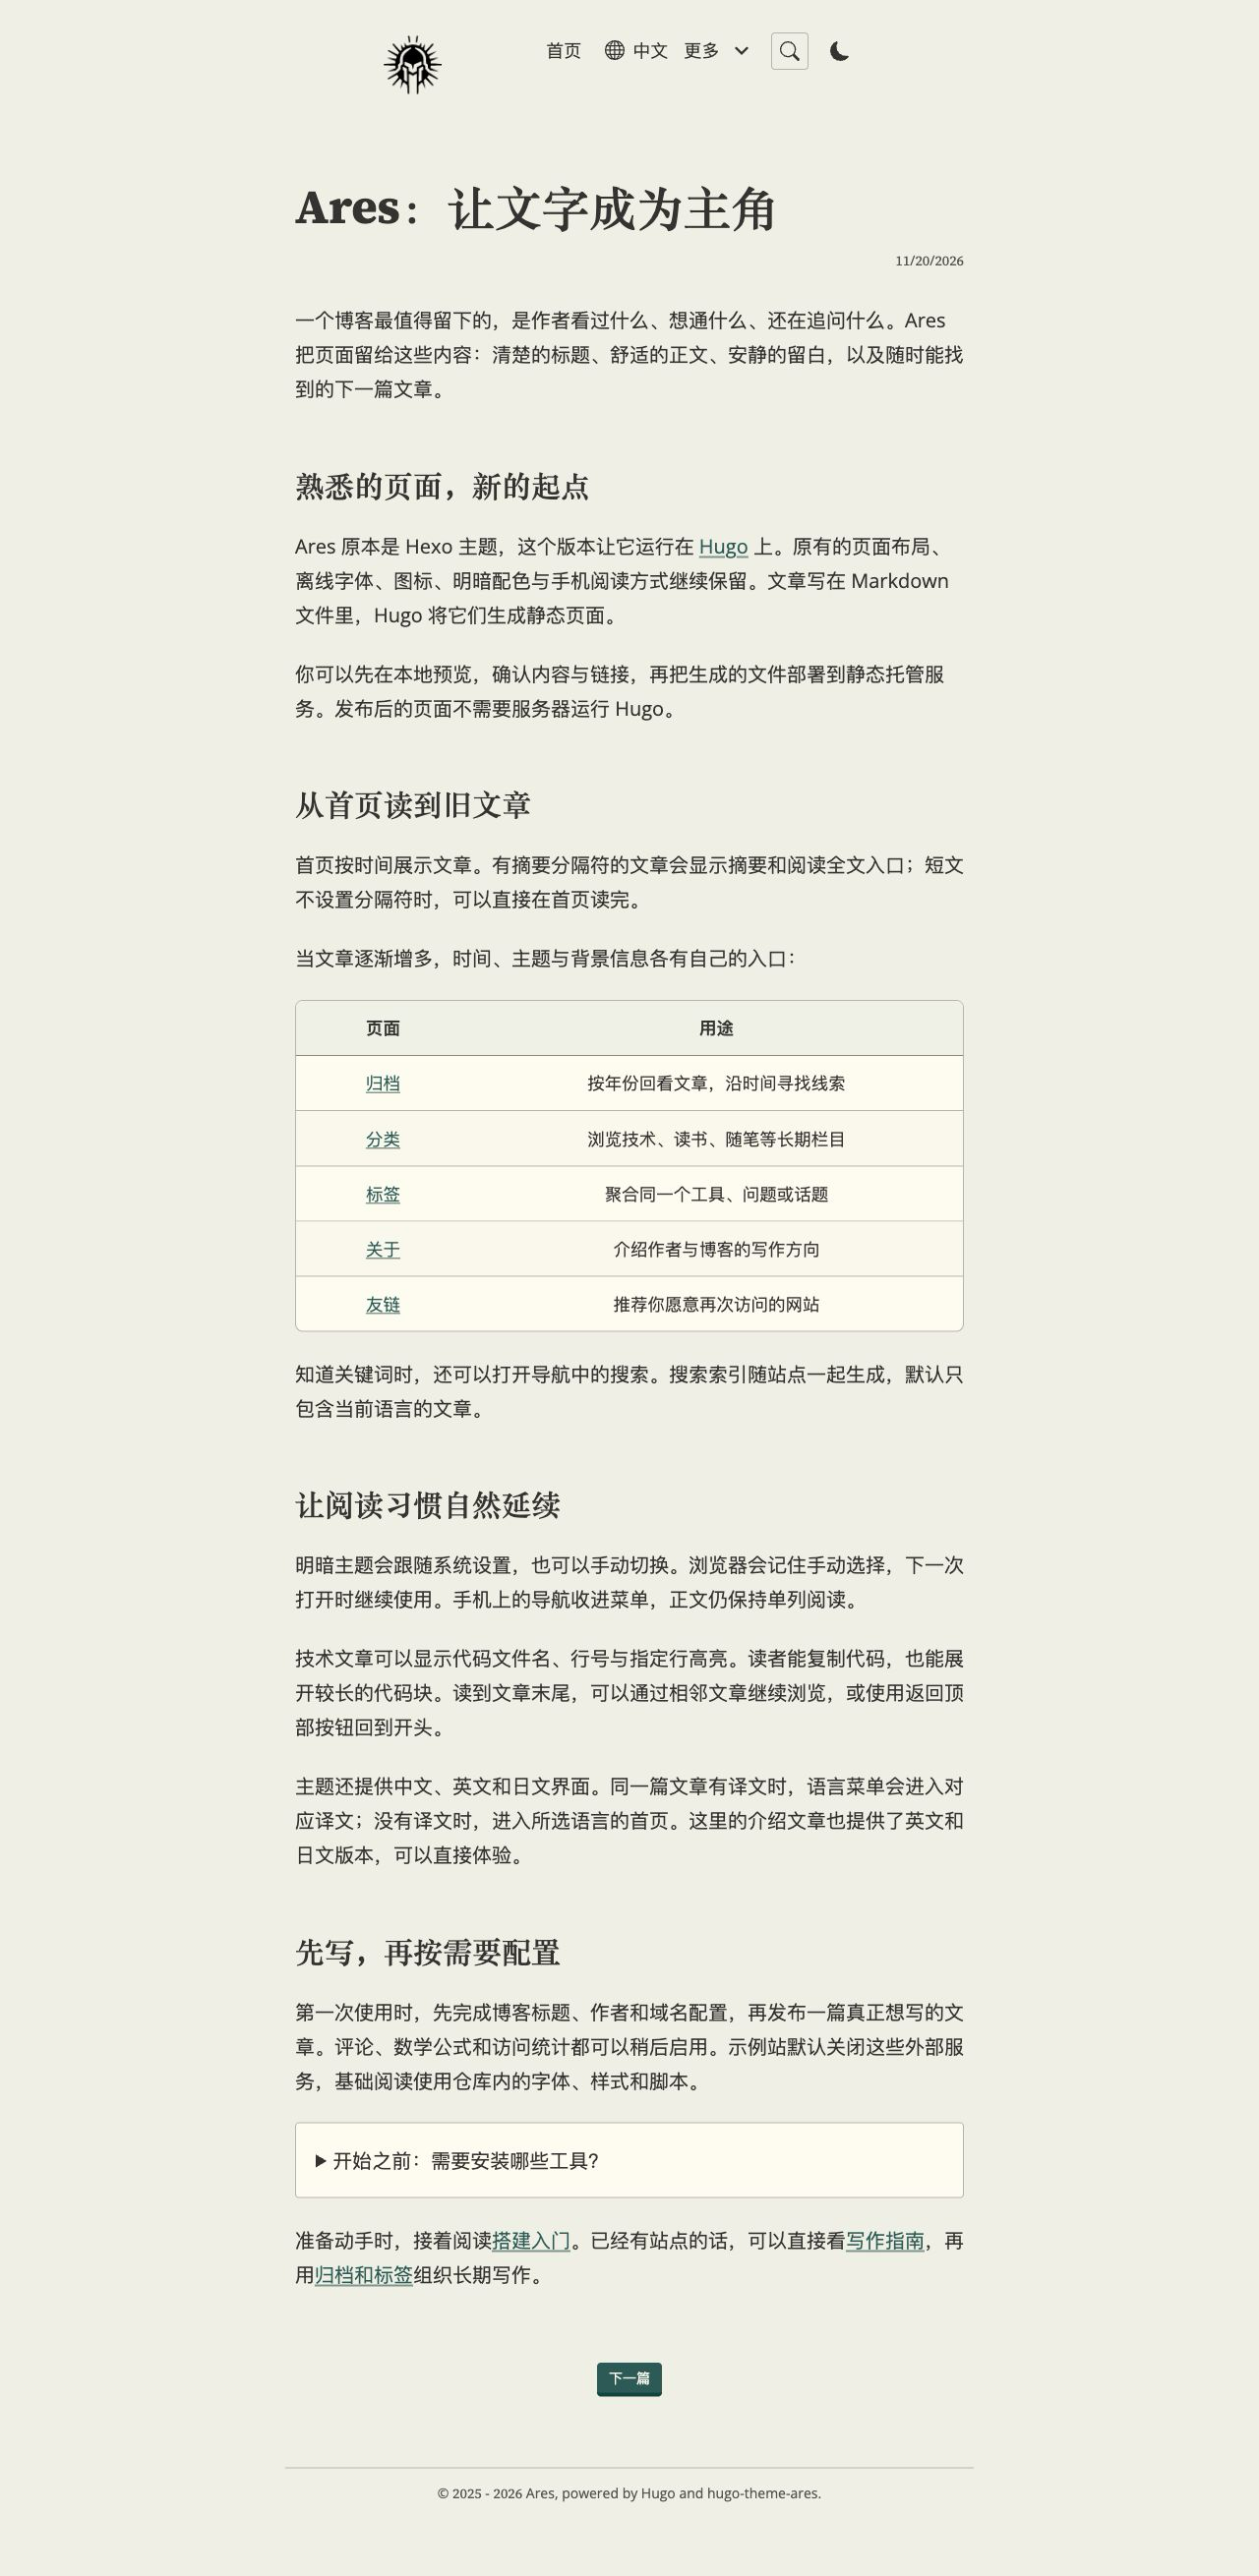 首页 中文 更多
Ares：让文字成为主角
11/20/2026
一个博客最值得留下的，是作者看过什么、想通什么、还在追问什么。Ares
把页面留给这些内容：清楚的标题、舒适的正文、安静的留白，以及随时能找
到的下一篇文章。
熟悉的页面，新的起点
Ares 原本是 Hexo 主题，这个版本让它运行在 Hugo 上。原有的页面布局、
离线字体、图标、明暗配色与手机阅读方式继续保留。文章写在 Markdown
文件里，Hugo 将它们生成静态页面。
你可以先在本地预览，确认内容与链接，再把生成的文件部署到静态托管服
务。发布后的页面不需要服务器运行 Hugo。
从首页读到旧文章
首页按时间展示文章。有摘要分隔符的文章会显示摘要和阅读全文入口；短文
不设置分隔符时，可以直接在首页读完。
当文章逐渐增多，时间、主题与背景信息各有自己的入口：
页面 用途
归档 按年份回看文章，沿时间寻找线索
分类 浏览技术、读书、随笔等长期栏目
标签 聚合同一个工具、问题或话题
关于 介绍作者与博客的写作方向
友链 推荐你愿意再次访问的网站
知道关键词时，还可以打开导航中的搜索。搜索索引随站点一起生成，默认只
包含当前语言的文章。
让阅读习惯自然延续
明暗主题会跟随系统设置，也可以手动切换。浏览器会记住手动选择，下一次
打开时继续使用。手机上的导航收进菜单，正文仍保持单列阅读。
技术文章可以显示代码文件名、行号与指定行高亮。读者能复制代码，也能展
开较长的代码块。读到文章末尾，可以通过相邻文章继续浏览，或使用返回顶
部按钮回到开头。
主题还提供中文、英文和日文界面。同一篇文章有译文时，语言菜单会进入对
应译文；没有译文时，进入所选语言的首页。这里的介绍文章也提供了英文和
日文版本，可以直接体验。
先写，再按需要配置
第一次使用时，先完成博客标题、作者和域名配置，再发布一篇真正想写的文
章。评论、数学公式和访问统计都可以稍后启用。示例站默认关闭这些外部服
务，基础阅读使用仓库内的字体、样式和脚本。
开始之前：需要安装哪些工具？
准备动手时，接着阅读搭建入门。已经有站点的话，可以直接看写作指南，再
用归档和标签组织长期写作。
下一篇
© 2025 - 2026 Ares, powered by Hugo and hugo-theme-ares.